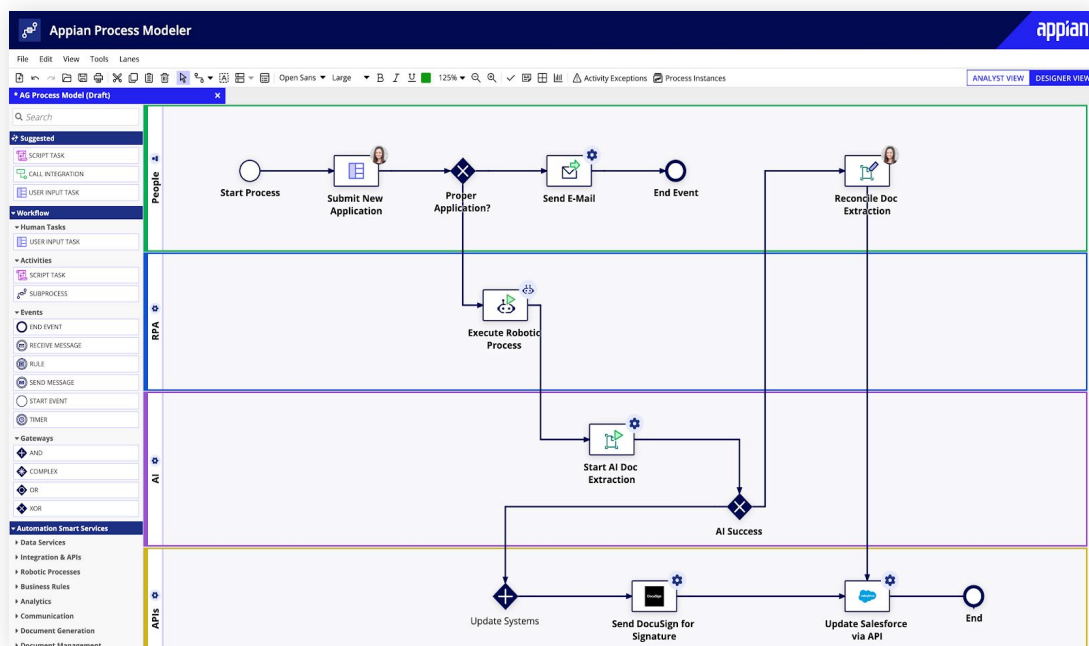 Appian Process Modeler
appian
File Edit View Tools Lanes
Open Sans Large B I U 125% Activity Exceptions Process Instances ANALYST VIEW DESIGNER VIEW
* AG Process Model (Draft) ×
Search
Suggested
SCRIPT TASK
CALL INTEGRATION
USER INPUT TASK
Workflow
Human Tasks
USER INPUT TASK
Activities
SCRIPT TASK
SUBPROCESS
Events
END EVENT
RECEIVE MESSAGE
RULE
SEND MESSAGE
START EVENT
TIMER
Gateways
AND
COMPLEX
OR
XOR
Automation Smart Services
Data Services
Integration & APIs
Robotic Processes
Business Rules
Analytics
Communication
Document Generation
Document Management
People
Start Process
Submit New
Application
Proper
Application?
Send E-Mail
End Event
Reconcile Doc
Extraction
RPA
Execute Robotic
Process
AI
Start AI Doc
Extraction
AI Success
APIs
Update Systems
DocuSign
Send DocuSign for
Signature
salesforce
Update Salesforce
via API
End